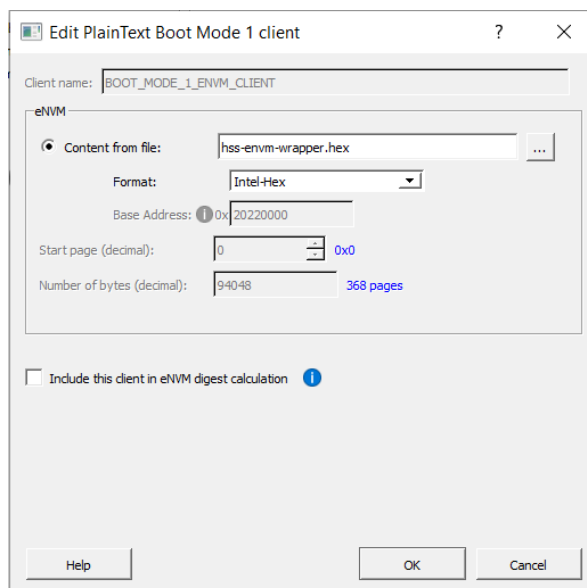 Edit PlainText Boot Mode 1 client ?
Client name: BOOT_MODE_1_ENVM_CLIENT
eNVM
Content from file: hss-envm-wrapper.hex ...
Format: Intel-Hex
Base Address: i 0x 20220000
Start page (decimal): 0 0x0
Number of bytes (decimal): 94048 368 pages
Include this client in eNVM digest calculation i
Help OK Cancel